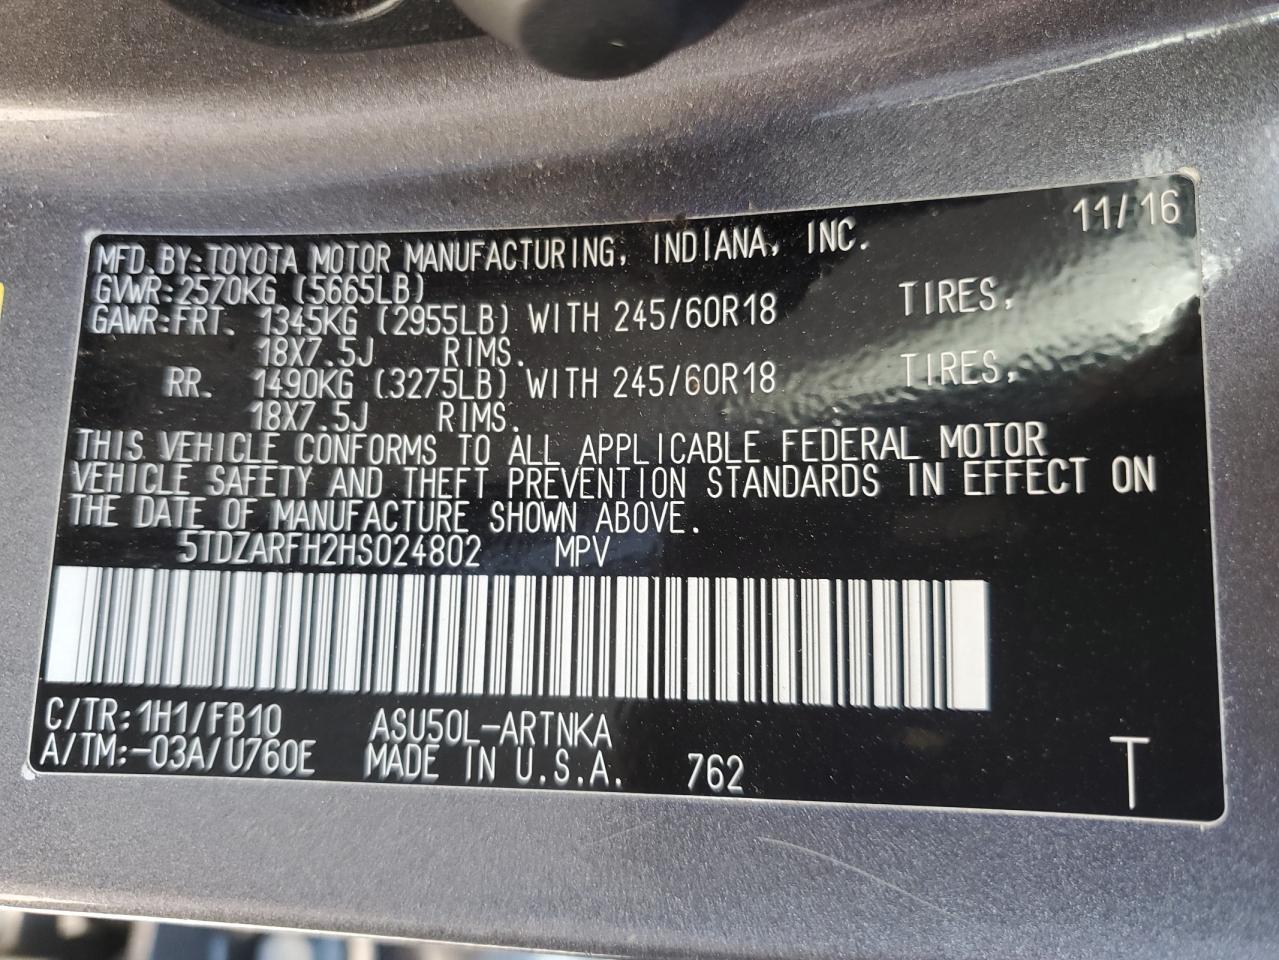 MFD.BY:TOYOTA MOTOR MANUFACTURING, INDIANA, INC. 11/16
GVWR:2570KG (5665LB)
GAWR:FRT. 1345KG (2955LB) WITH 245/60R18 TIRES,
18X7.5J RIMS.
RR. 1490KG (3275LB) WITH 245/60R18 TIRES,
18X7.5J RIMS.
THIS VEHICLE CONFORMS TO ALL APPLICABLE FEDERAL MOTOR
VEHICLE SAFETY AND THEFT PREVENTION STANDARDS IN EFFECT ON
THE DATE OF MANUFACTURE SHOWN ABOVE.
5TDZARFH2HS024802 MPV
C/TR:1H1/FB10 ASU50L-ARTNKA
A/TM:-03A/U760E MADE IN U.S.A. 762 T